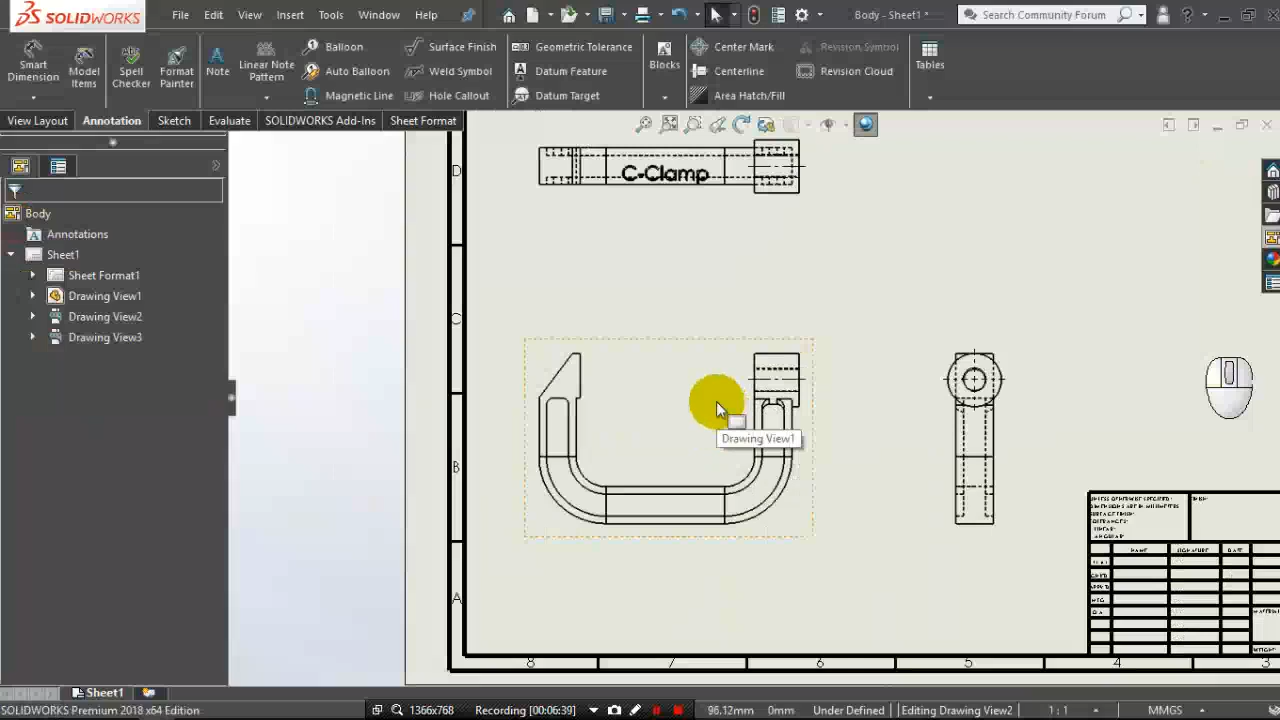 SOLIDWORKS
File Edit View Insert Tools Window Help
Body - Sheet1 *
Search Community Forum
Smart Dimension
Model Items
Spell Checker
Format Painter
Note
Linear Note Pattern
Balloon
Auto Balloon
Magnetic Line
Surface Finish
Weld Symbol
Hole Callout
Geometric Tolerance
Datum Feature
Datum Target
Blocks
Center Mark
Centerline
Area Hatch/Fill
Revision Symbol
Revision Cloud
Tables
View Layout Annotation Sketch Evaluate SOLIDWORKS Add-Ins Sheet Format
Body
Annotations
Sheet1
Sheet Format1
Drawing View1
Drawing View2
Drawing View3
D
C-Clamp
C
Drawing View1
B
NAME SIGNATURE DATE
A
8 7 6 5 4 3
Sheet1
SOLIDWORKS Premium 2018 x64 Edition
1366x768
Recording [00:06:39]
96.12mm 0mm Under Defined Editing Drawing View2 1 : 1 MMGS